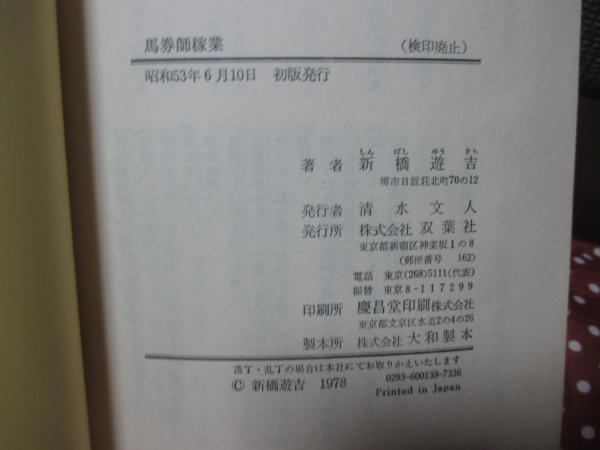 馬券師稼業 (検印廃止)
昭和53年6月10日 初版発行
しん ばし ゆう きち
著者 新橋遊吉
堺市日置荘北町70の12
発行者 清水文人
発行所 株式会社 双葉社
東京都新宿区神楽坂1の8
(郵便番号 162)
電話 東京(268)5111(代表)
振替 東京8-117299
印刷所 慶昌堂印刷株式会社
東京都文京区水道2の4の26
製本所 株式会社 大和製本
落丁・乱丁の場合は本社にてお取りかえいたします
© 新橋遊吉 1978 0293-600138-7336
Printed in Japan